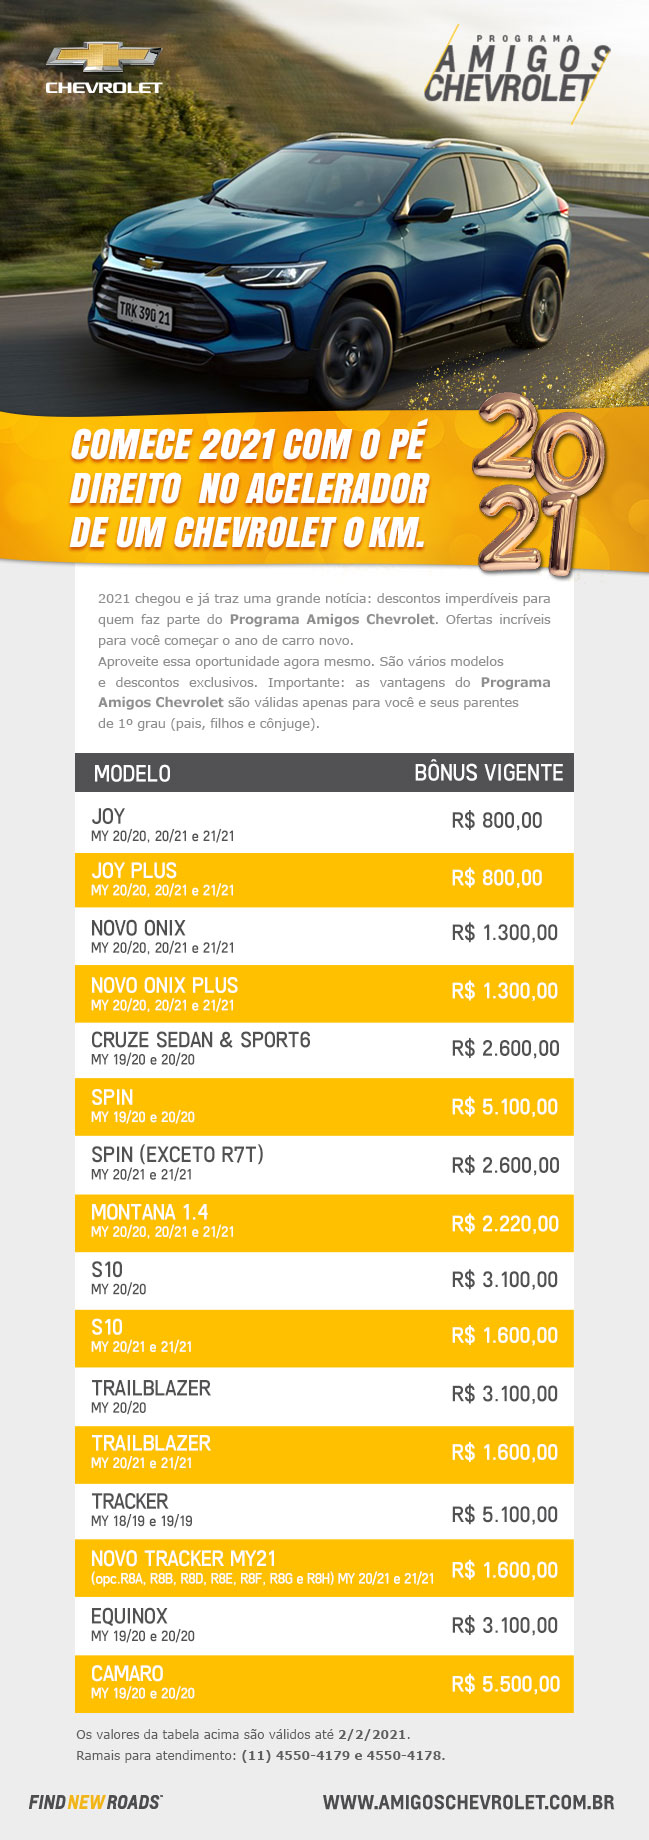 CHEVROLET
PROGRAMA
AMIGOS
CHEVROLET
TRK 390 21
COMECE 2021 COM O PÉ
DIREITO NO ACELERADOR
DE UM CHEVROLET 0 KM.
20
21
2021 chegou e já traz uma grande notícia: descontos imperdíveis para
quem faz parte do Programa Amigos Chevrolet. Ofertas incríveis
para você começar o ano de carro novo.
Aproveite essa oportunidade agora mesmo. São vários modelos
e descontos exclusivos. Importante: as vantagens do Programa
Amigos Chevrolet são válidas apenas para você e seus parentes
de 1º grau (pais, filhos e cônjuge).
MODELO BÔNUS VIGENTE
JOY R$ 800,00
MY 20/20, 20/21 e 21/21
JOY PLUS R$ 800,00
MY 20/20, 20/21 e 21/21
NOVO ONIX R$ 1.300,00
MY 20/20, 20/21 e 21/21
NOVO ONIX PLUS R$ 1.300,00
MY 20/20, 20/21 e 21/21
CRUZE SEDAN & SPORT6 R$ 2.600,00
MY 19/20 e 20/20
SPIN R$ 5.100,00
MY 19/20 e 20/20
SPIN (EXCETO R7T) R$ 2.600,00
MY 20/21 e 21/21
MONTANA 1.4 R$ 2.220,00
MY 20/20, 20/21 e 21/21
S10 R$ 3.100,00
MY 20/20
S10 R$ 1.600,00
MY 20/21 e 21/21
TRAILBLAZER R$ 3.100,00
MY 20/20
TRAILBLAZER R$ 1.600,00
MY 20/21 e 21/21
TRACKER R$ 5.100,00
MY 18/19 e 19/19
NOVO TRACKER MY21 R$ 1.600,00
(opc.R8A, R8B, R8D, R8E, R8F, R8G e R8H) MY 20/21 e 21/21
EQUINOX R$ 3.100,00
MY 19/20 e 20/20
CAMARO R$ 5.500,00
MY 19/20 e 20/20
Os valores da tabela acima são válidos até 2/2/2021.
Ramais para atendimento: (11) 4550-4179 e 4550-4178.
FIND NEW ROADS™ WWW.AMIGOSCHEVROLET.COM.BR